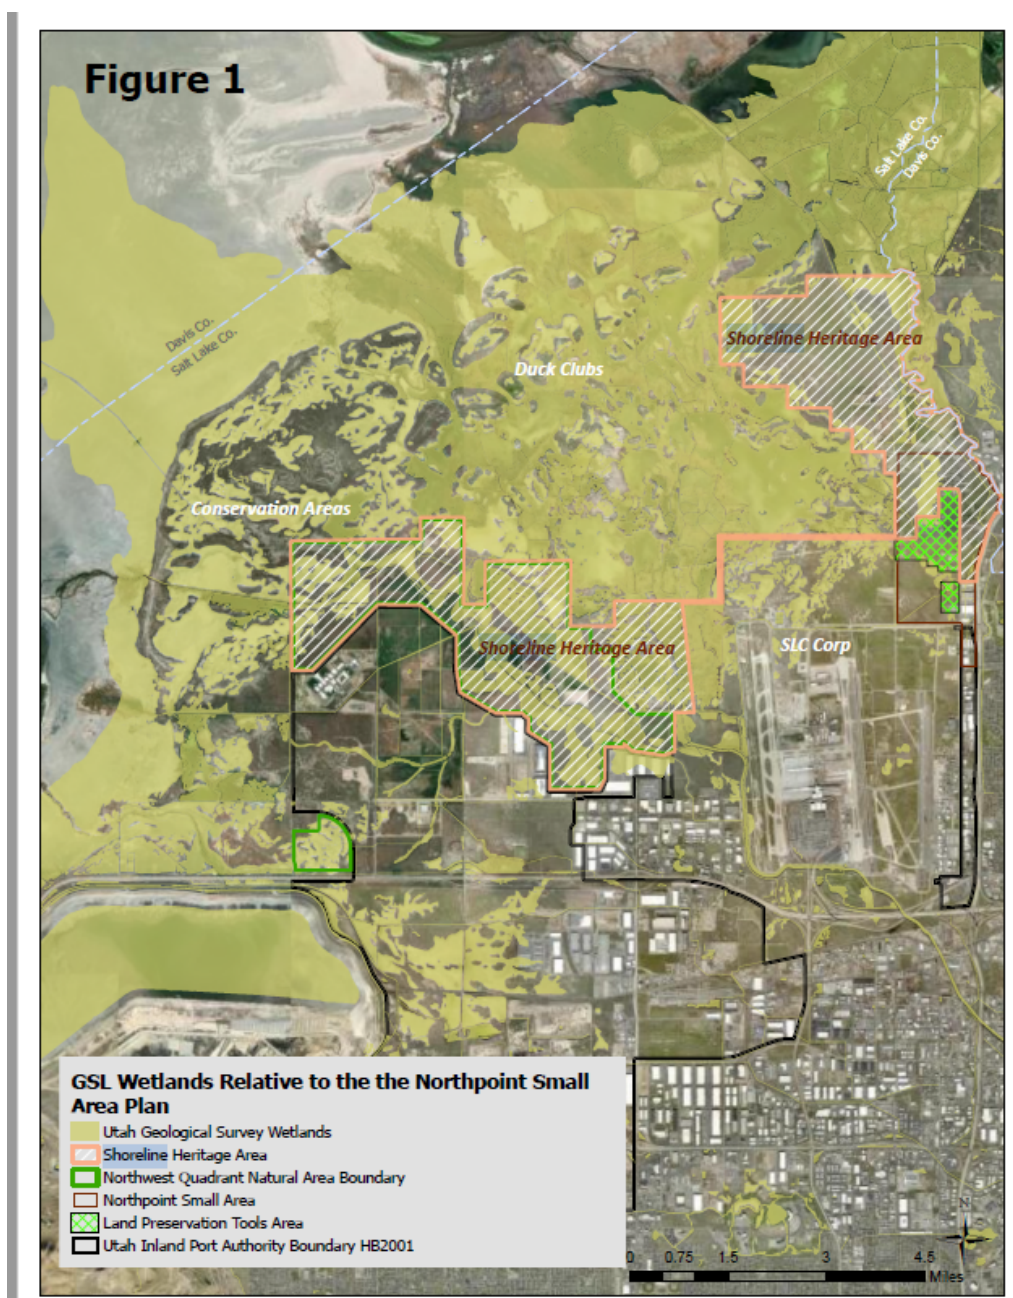 Figure 1
Salt Lake Co.
Davis Co.
Shoreline Heritage Area
Davis Co.
Salt Lake Co.
Duck Clubs
Conservation Areas
Shoreline Heritage Area
SLC Corp
GSL Wetlands Relative to the the Northpoint Small
Area Plan
Utah Geological Survey Wetlands
Shoreline Heritage Area
Northwest Quadrant Natural Area Boundary
Northpoint Small Area
Land Preservation Tools Area
Utah Inland Port Authority Boundary HB2001
N
0 0.75 1.5 3 4.5
Miles